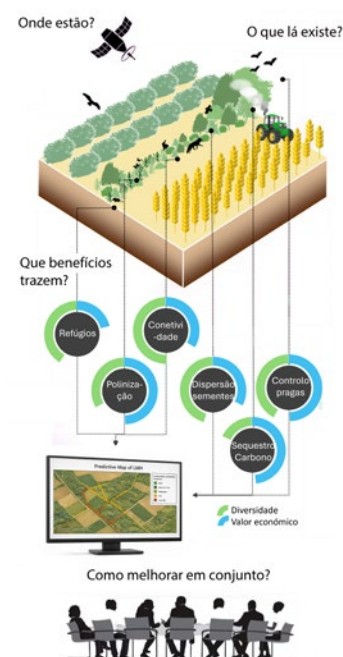 Onde estão?
O que lá existe?
Que benefícios
trazem?
Refúgios
Conetivi
-dade
Poliniza-
ção
Dispersão
sementes
Controlo
pragas
Sequestro
Carbono
Diversidade
Valor económico
Predictive Map of LWH
Como melhorar em conjunto?